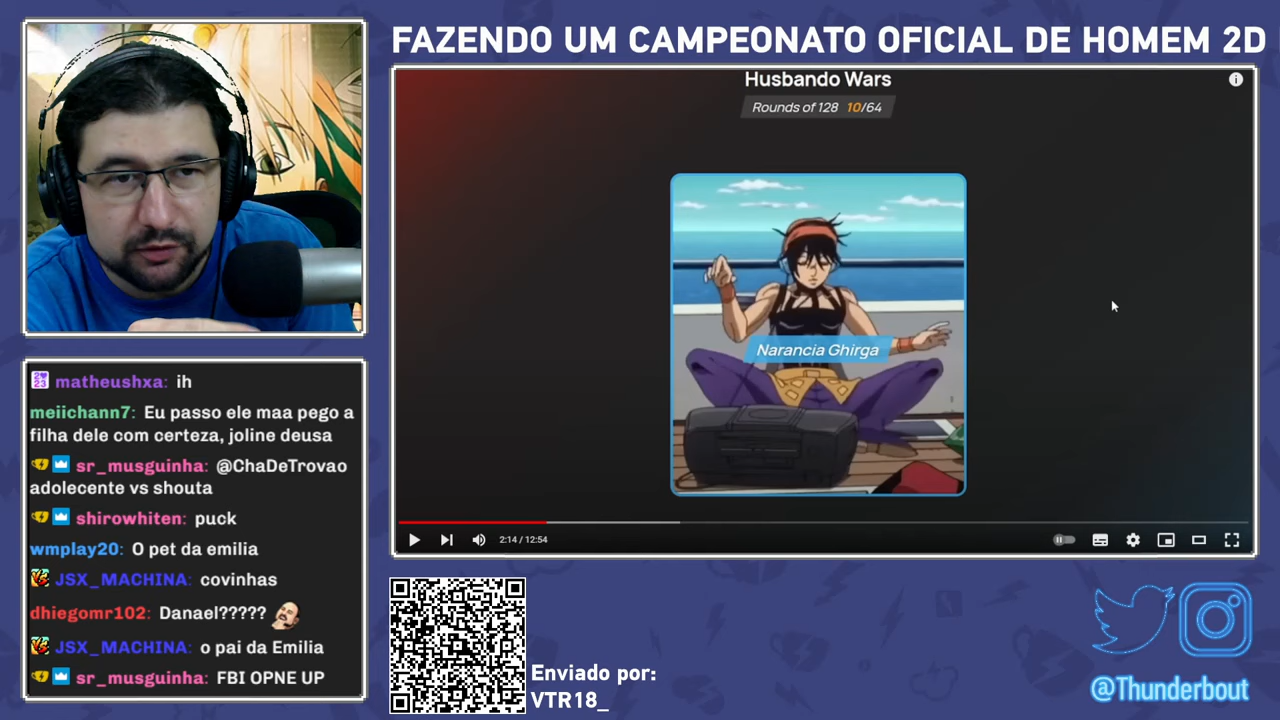 FAZENDO UM CAMPEONATO OFICIAL DE HOMEM 2D
Husbando Wars
Rounds of 128 10/64
Narancia Ghirga
2:14 / 12:54
matheushxa: ih
meiichann7: Eu passo ele maa pego a
filha dele com certeza, joline deusa
sr_musguinha: @ChaDeTrovao
adolecente vs shouta
shirowhiten: puck
wmplay20: O pet da emilia
JSX_MACHINA: covinhas
dhiegomr102: Danael?????
JSX_MACHINA: o pai da Emilia
sr_musguinha: FBI OPNE UP
Enviado por:
VTR18_
@Thunderbout